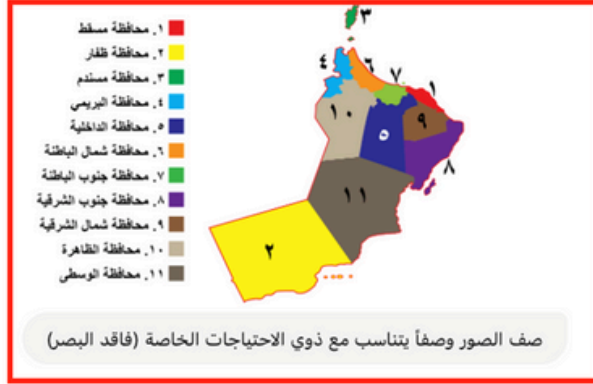 ١. محافظة مسقط
٢. محافظة ظفار
٣. محافظة مسندم
٤. محافظة البريمي
٥. محافظة الداخلية
٦. محافظة شمال الباطنة
٧. محافظة جنوب الباطنة
٨. محافظة جنوب الشرقية
٩. محافظة شمال الشرقية
١٠. محافظة الظاهرة
١١. محافظة الوسطى
٣
٤
٦
٧
١
١٠
٥
٩
٨
١١
٢
صف الصور وصفاً يتناسب مع ذوي الاحتياجات الخاصة (فاقد البصر)